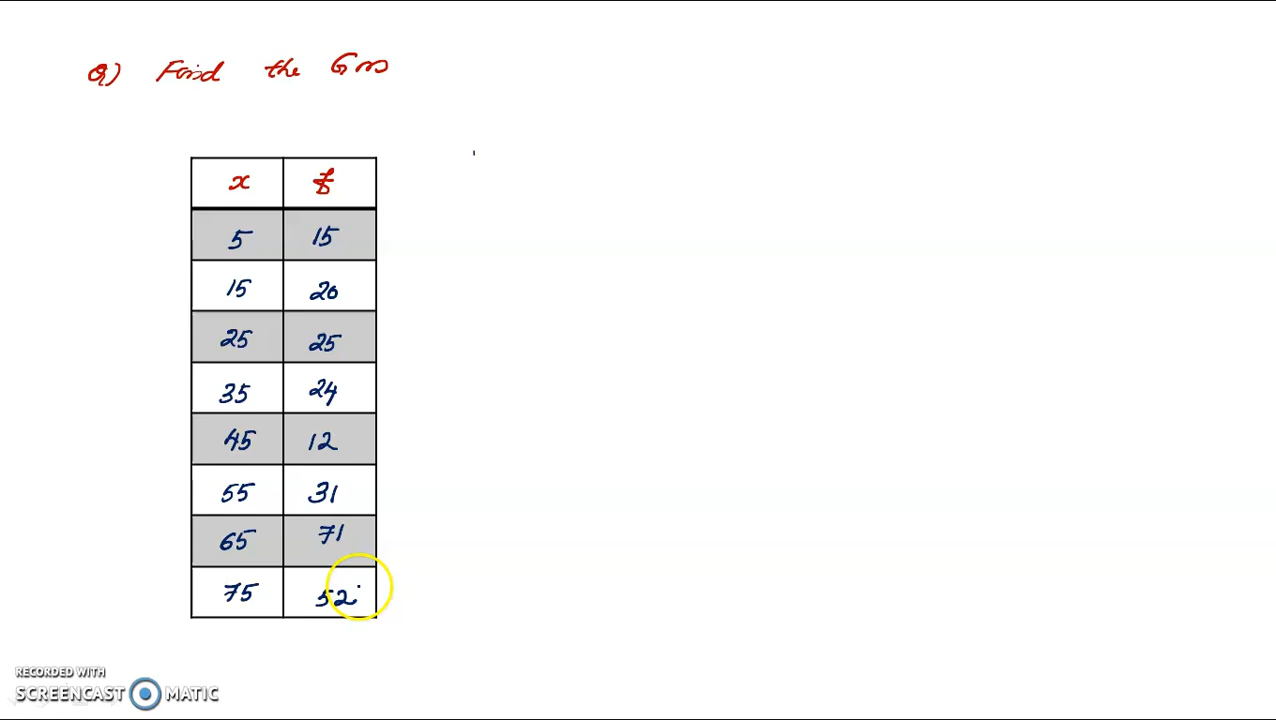 Q) Find the GM
x f
5 15
15 20
25 25
35 24
45 12
55 31
65 71
75 52
RECORDED WITH
SCREENCAST MATIC